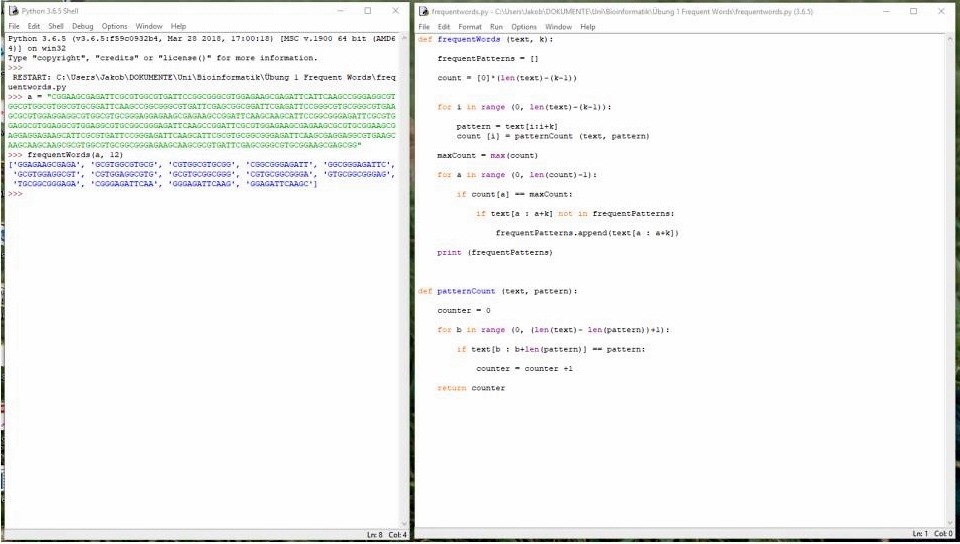 Python 3.6.5 Shell
File Edit Shell Debug Options Window Help
Python 3.6.5 (v3.6.5:f59c0932b4, Mar 28 2018, 17:00:18) [MSC v.1900 64 bit (AMD6
4)] on win32
Type "copyright", "credits" or "license()" for more information.
>>>
RESTART: C:\Users\Jakob\DOKUMENTE\Uni\Bioinformatik\Übung 1 Frequent Words\freq
uentwords.py
>>> a =
>>> frequentWords(a, 12)
['GGAGAAGCGAGA', 'GCGTGGCGTGCG', 'CGTGGCGTGCGG', 'CGGCGGGAGATT', 'GGCGGGAGATTC',
'GCGTGGAGGCGT', 'CGTGGAGGCGTG', 'GCGTGCGGCGGG', 'CGTGCGGCGGGA', 'GTGCGGCGGGAG',
'TGCGGCGGGAGA', 'CGGGAGATTCAA', 'GGGAGATTCAAG', 'GGAGATTCAAGC']
>>>
Ln: 8 Col: 4
frequentwords.py - C:\Users\Jakob\DOKUMENTE\Uni\Bioinformatik\Übung 1 Frequent Words\frequentwords.py (3.6.5)
File Edit Format Run Options Window Help
def frequentWords (text, k):
frequentPatterns = []
count = [0]*(len(text)-(k-1))
for i in range (0, len(text)-(k-1)):
pattern = text[i:i+k]
count [i] = patternCount (text, pattern)
maxCount = max(count)
for a in range (0, len(count)-1):
if count[a] == maxCount:
if text[a : a+k] not in frequentPatterns:
frequentPatterns.append(text[a : a+k])
print (frequentPatterns)
def patternCount (text, pattern):
counter = 0
for b in range (0, (len(text)- len(pattern))+1):
if text[b : b+len(pattern)] == pattern:
counter = counter +1
return counter
Ln: 1 Col: 0